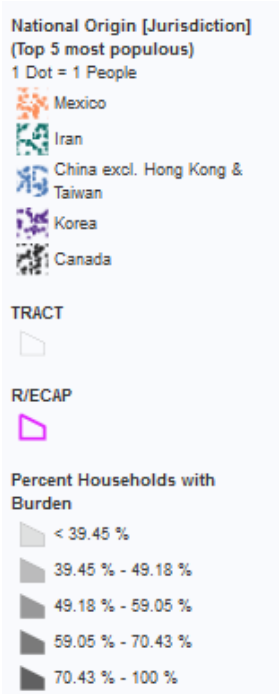 National Origin [Jurisdiction]
(Top 5 most populous)
1 Dot = 1 People
Mexico
Iran
China excl. Hong Kong &
Taiwan
Korea
Canada
TRACT
R/ECAP
Percent Households with
Burden
< 39.45 %
39.45 % - 49.18 %
49.18 % - 59.05 %
59.05 % - 70.43 %
70.43 % - 100 %